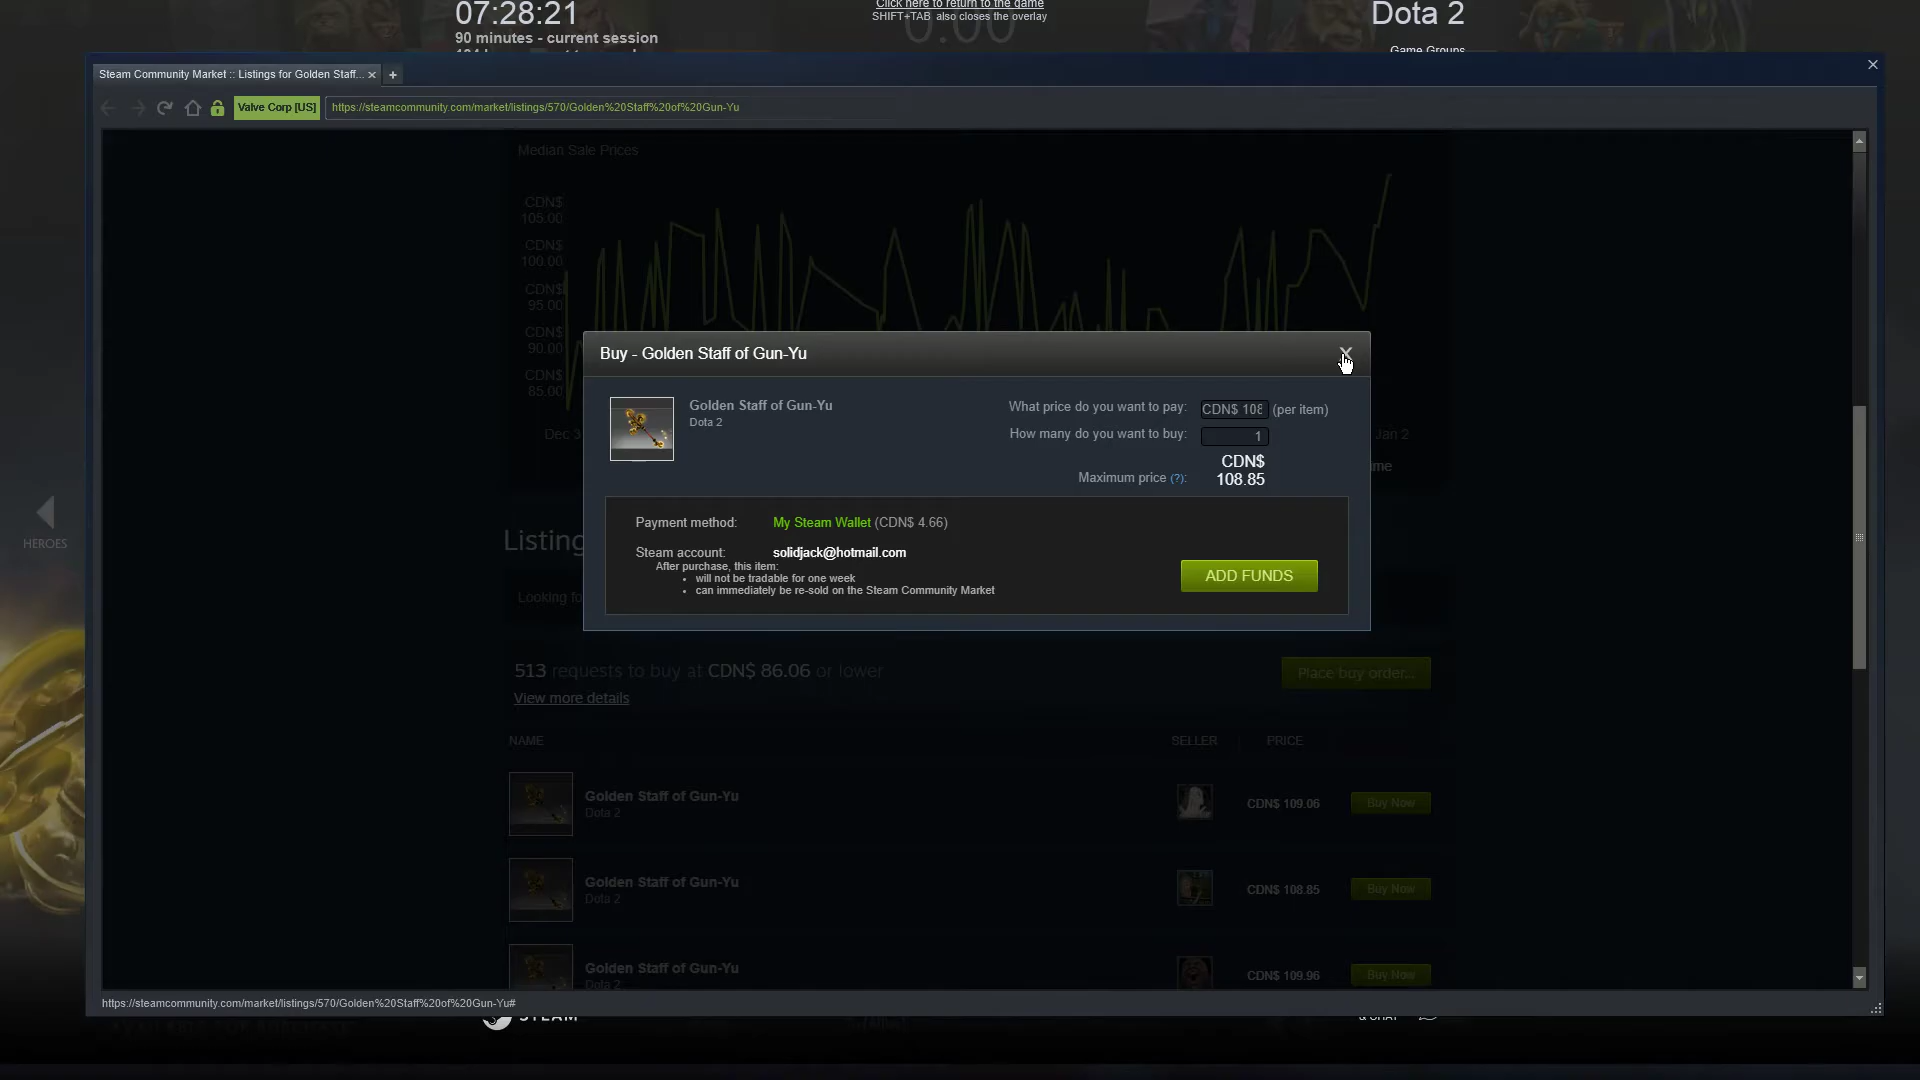 07:28:21
90 minutes - current session
Click here to return to the game
SHIFT+TAB also closes the overlay
0:00
Dota 2
Game Groups
Steam Community Market :: Listings for Golden Staff...
Valve Corp [US]
https://steamcommunity.com/market/listings/570/Golden%20Staff%20of%20Gun-Yu
Median Sale Prices
CDN$
105.00
CDN$
100.00
CDN$
95.00
CDN$
90.00
CDN$
85.00
Dec 3
Jan 2
Buy - Golden Staff of Gun-Yu
Golden Staff of Gun-Yu
Dota 2
What price do you want to pay: CDN$ 108 (per item)
How many do you want to buy: 1
Maximum price (?): CDN$
108.85
Payment method: My Steam Wallet (CDN$ 4.66)
Steam account: solidjack@hotmail.com
After purchase, this item:
• will not be tradable for one week
• can immediately be re-sold on the Steam Community Market
ADD FUNDS
HEROES
Listing
Looking fo
513 requests to buy at CDN$ 86.06 or lower
Place buy order...
View more details
NAME SELLER PRICE
Golden Staff of Gun-Yu
Dota 2
CDN$ 109.06 Buy Now
Golden Staff of Gun-Yu
Dota 2
CDN$ 108.85 Buy Now
Golden Staff of Gun-Yu
Dota 2
CDN$ 109.96 Buy Now
https://steamcommunity.com/market/listings/570/Golden%20Staff%20of%20Gun-Yu#
STEAM
& CHAT